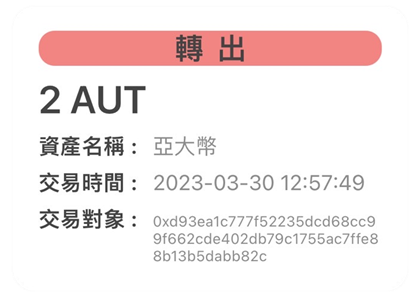 轉出
2 AUT
資產名稱：亞大幣
交易時間：2023-03-30 12:57:49
交易對象：0xd93ea1c777f52235dcd68cc9
9f662cde402db79c1755ac7ffe8
8b13b5dabb82c